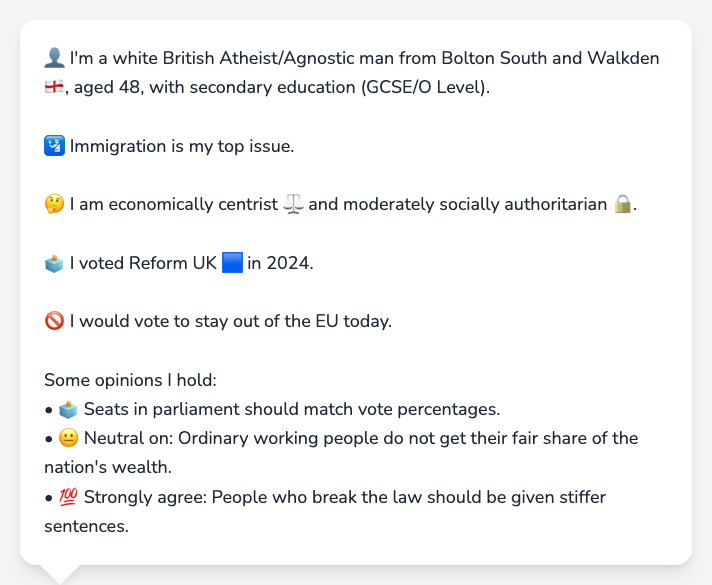 👤 I'm a white British Atheist/Agnostic man from Bolton South and Walkden
🏴󠁧󠁢󠁥󠁮󠁧󠁿, aged 48, with secondary education (GCSE/O Level).
🛂 Immigration is my top issue.
🤔 I am economically centrist ⚖️ and moderately socially authoritarian 🔒.
🗳️ I voted Reform UK 🟦 in 2024.
🚫 I would vote to stay out of the EU today.
Some opinions I hold:
• 🗳️ Seats in parliament should match vote percentages.
• 😐 Neutral on: Ordinary working people do not get their fair share of the
nation's wealth.
• 💯 Strongly agree: People who break the law should be given stiffer
sentences.